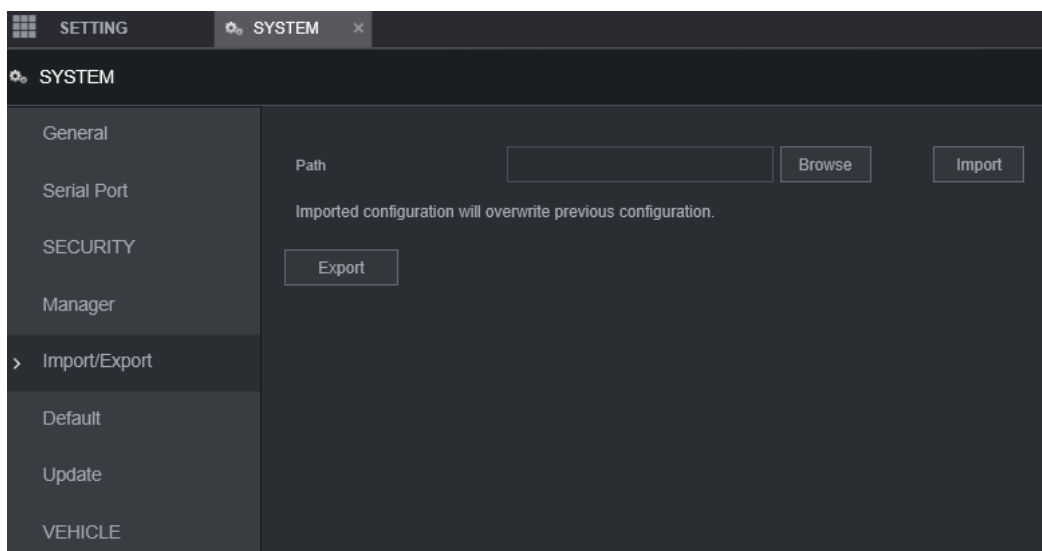 SETTING
SYSTEM ×
SYSTEM
General
Serial Port
SECURITY
Manager
Import/Export
Default
Update
VEHICLE
Path
Browse
Import
Imported configuration will overwrite previous configuration.
Export